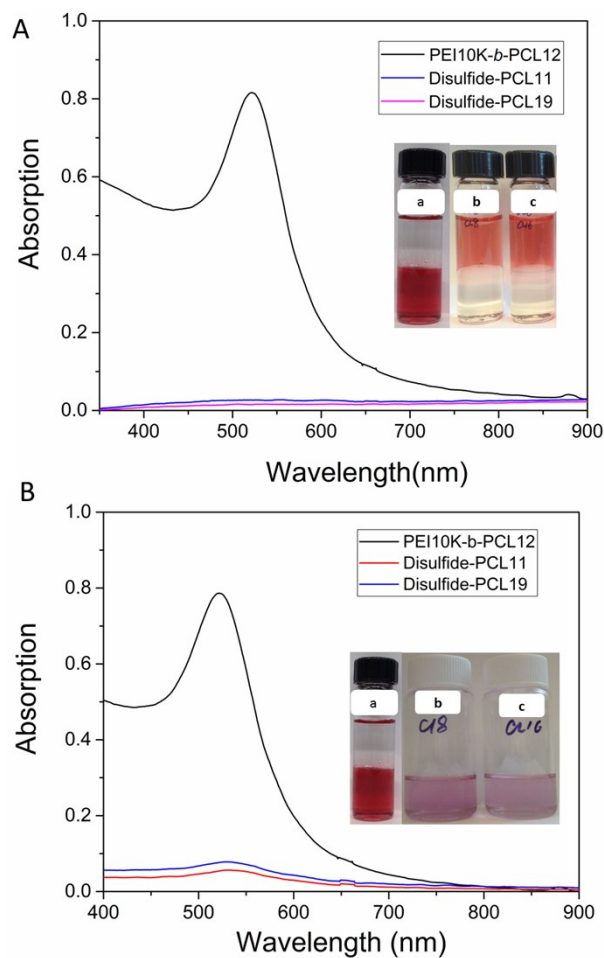 A
1.0
0.8
0.6
0.4
0.2
0.0
Absorption
400
500
600
700
800
900
Wavelength(nm)
PEI10K-b-PCL12
Disulfide-PCL11
Disulfide-PCL19
a
b
c
B
1.0
0.8
0.6
0.4
0.2
0.0
Absorption
400
500
600
700
800
900
Wavelength (nm)
PEI10K-b-PCL12
Disulfide-PCL11
Disulfide-PCL19
a
b
c